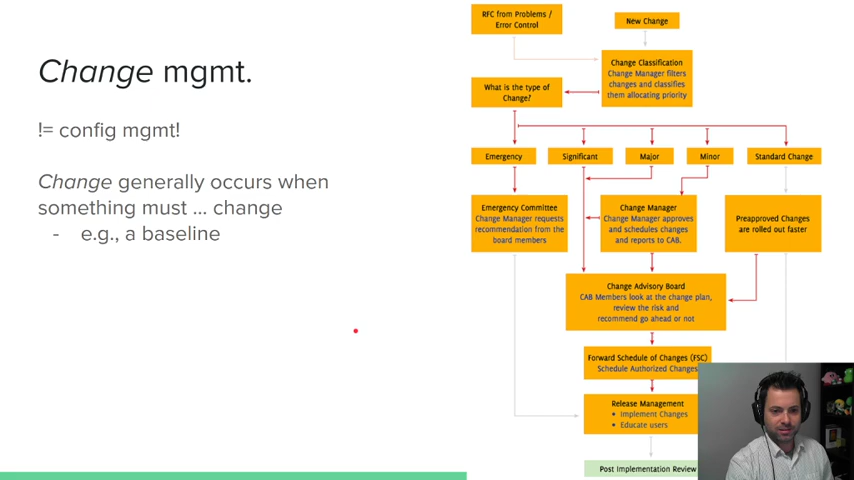 Change mgmt.
!= config mgmt!
Change generally occurs when
something must ... change
- e.g., a baseline
RFC from Problems /
Error Control
New Change
Change Classification
Change Manager filters
changes and classifies
them allocating priority
What is the type of
Change?
Emergency
Significant
Major
Minor
Standard Change
Emergency Committee
Change Manager requests
recommendation from the
board members
Change Manager
Change Manager approves
and schedules changes
and reports to CAB.
Preapproved Changes
are rolled out faster
Change Advisory Board
CAB Members look at the change plan,
review the risk and
recommend go ahead or not
Forward Schedule of Changes (FSC)
Schedule Authorized Changes
Release Management
• Implement Changes
• Educate users
Post Implementation Review